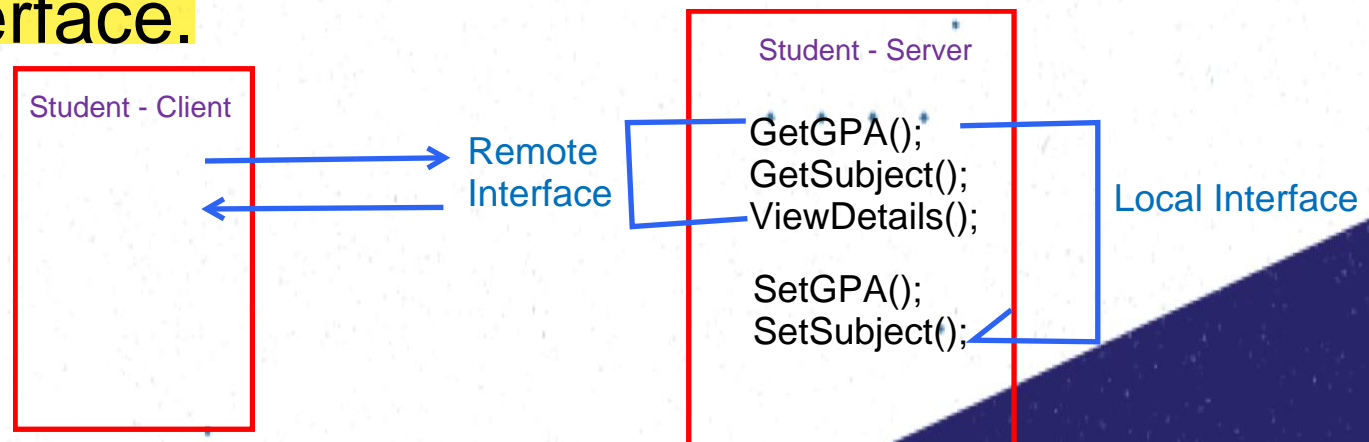 erface.
Student - Client
Remote
Interface
Student - Server
GetGPA();
GetSubject();
ViewDetails();
SetGPA();
SetSubject();
Local Interface